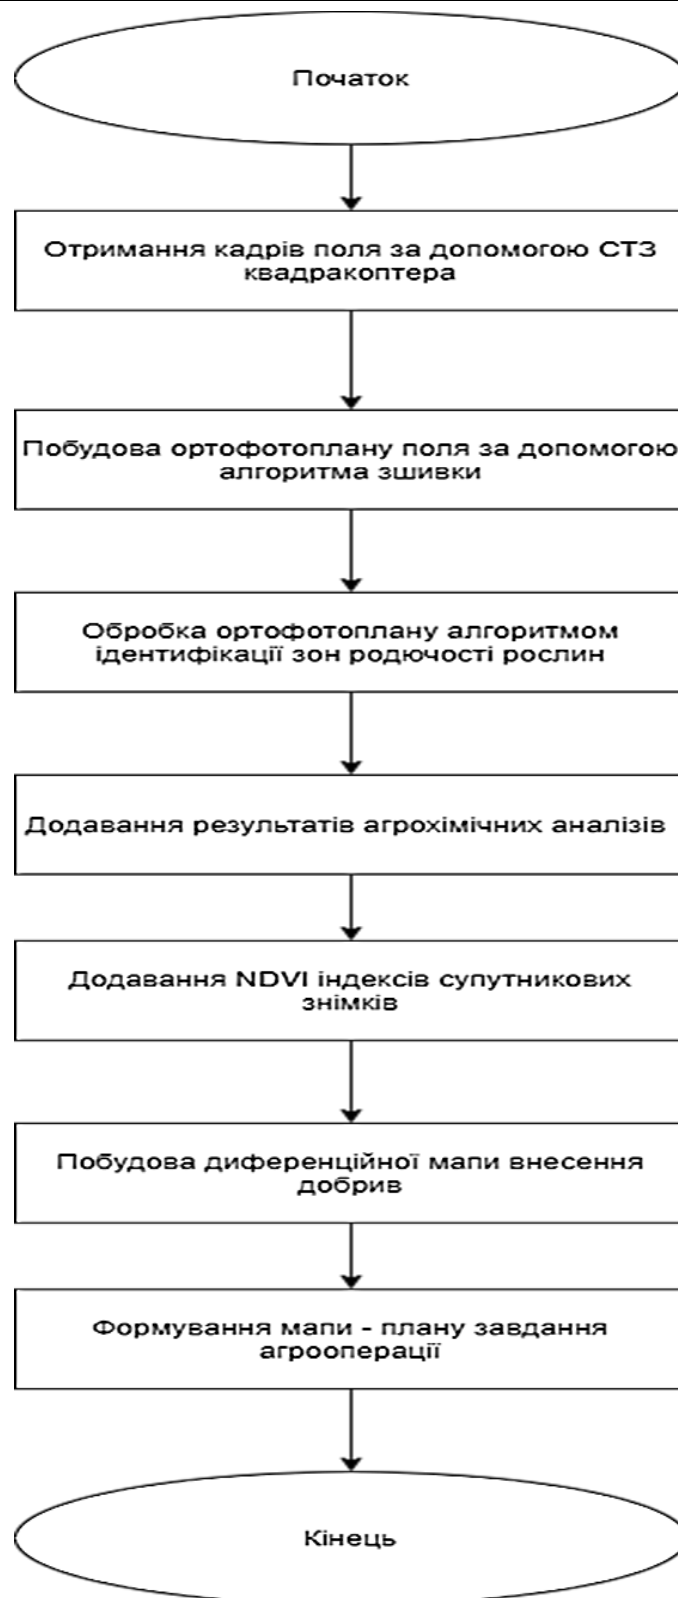 Початок
Отримання кадрів поля за допомогою СТЗ
квадракоптера
Побудова ортофотоплану поля за допомогою
алгоритма зшивки
Обробка ортофотоплану алгоритмом
ідентифікації зон родючості рослин
Додавання результатів агрохімічних аналізів
Додавання NDVI індексів супутникових
знімків
Побудова диференційної мапи внесення
добрив
Формування мапи - плану завдання
агрооперації
Кінець